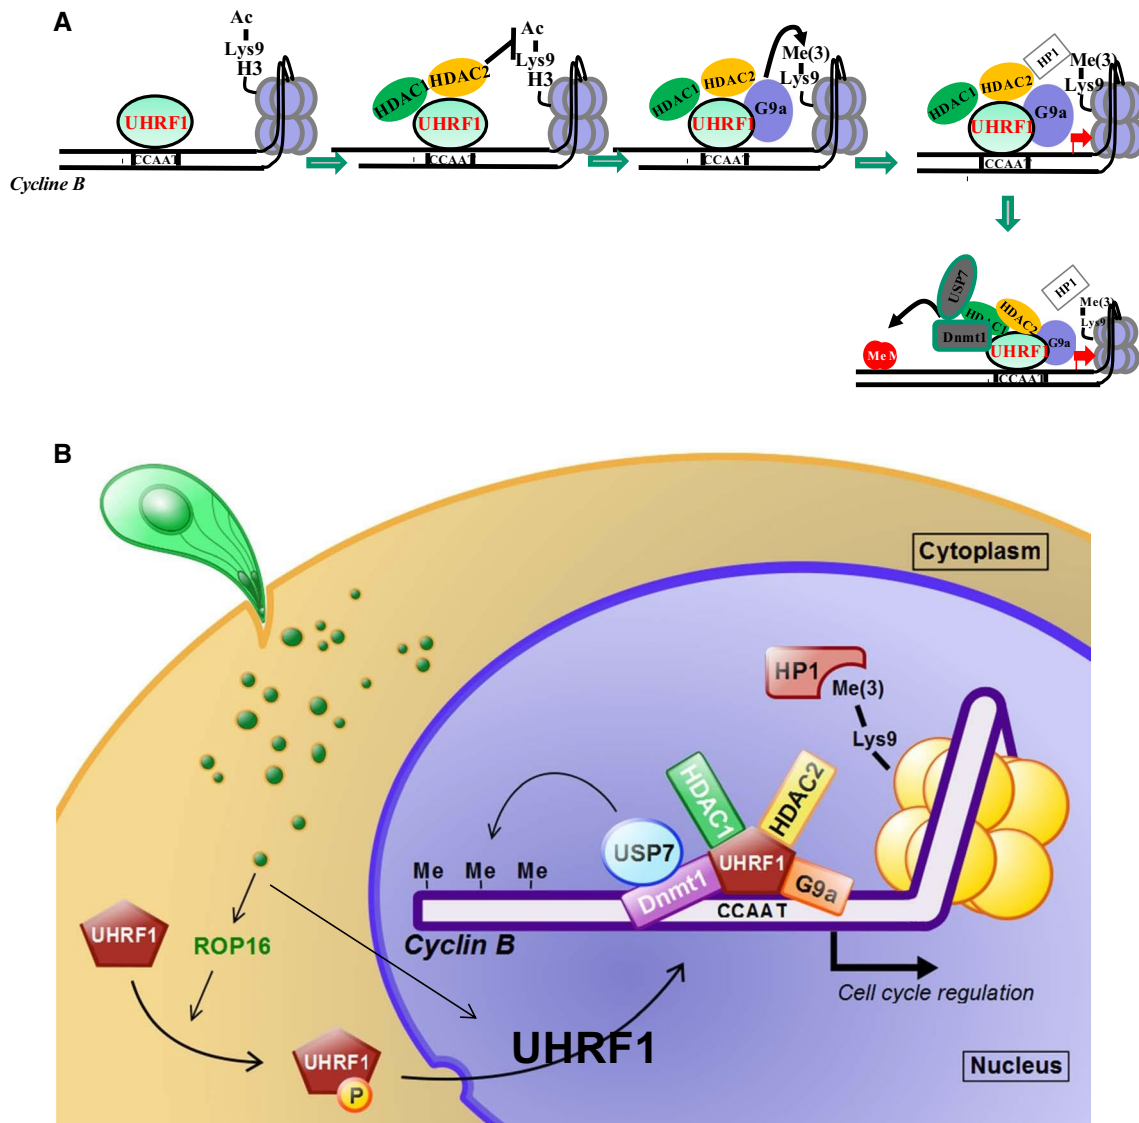 A
Ac
Lys9
H3
UHRF1
CCAAT
Cycline B
Ac
Lys9
H3
HDAC1
HDAC2
UHRF1
CCAAT
Me(3)
Lys9
HDAC1
HDAC2
G9a
UHRF1
CCAAT
HP1
Me(3)
Lys9
HDAC1
HDAC2
G9a
UHRF1
CCAAT
USP7
HP1
Me(3)
Lys9
HDAC1
HDAC2
Dnmt1
UHRF1
G9a
Me M
CCAAT
B
Cytoplasm
HP1
Me(3)
Lys9
HDAC1
HDAC2
USP7
UHRF1
Me Me Me
Dnmt1
G9a
CCAAT
Cyclin B
UHRF1
ROP16
Cell cycle regulation
UHRF1
UHRF1
P
Nucleus